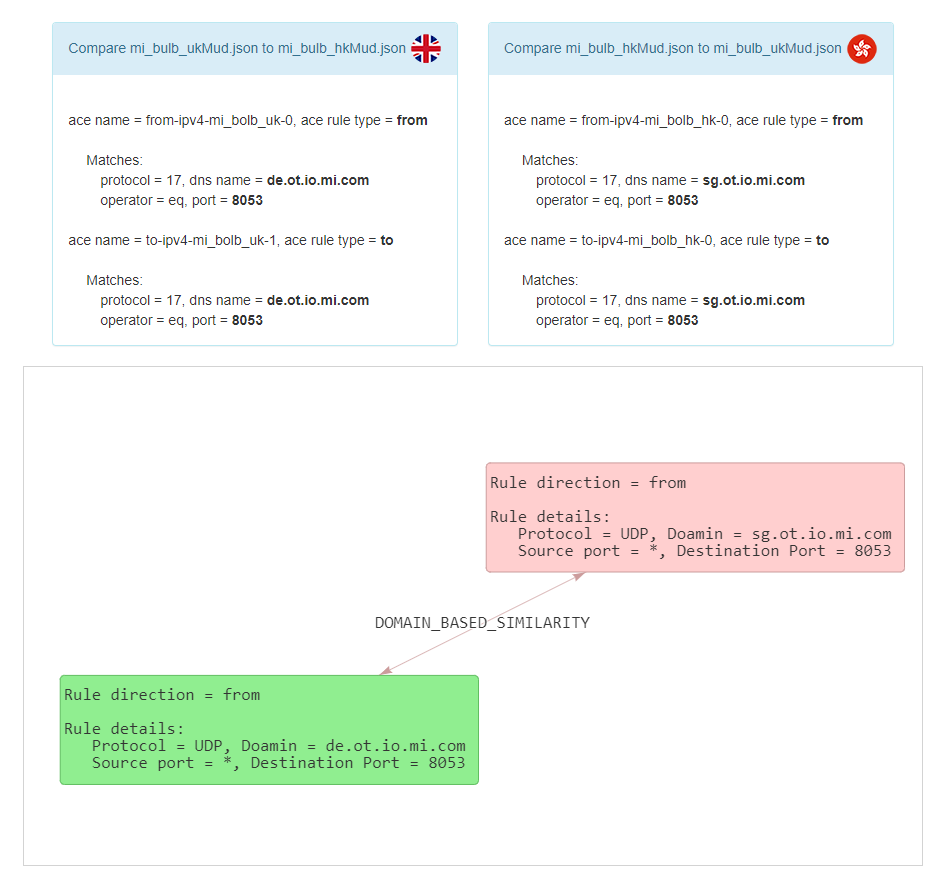 Compare mi_bulb_ukMud.json to mi_bulb_hkMud.json
ace name = from-ipv4-mi_bolb_uk-0, ace rule type = from
Matches:
protocol = 17, dns name = de.ot.io.mi.com
operator = eq, port = 8053
ace name = to-ipv4-mi_bolb_uk-1, ace rule type = to
Matches:
protocol = 17, dns name = de.ot.io.mi.com
operator = eq, port = 8053
Compare mi_bulb_hkMud.json to mi_bulb_ukMud.json
ace name = from-ipv4-mi_bolb_hk-0, ace rule type = from
Matches:
protocol = 17, dns name = sg.ot.io.mi.com
operator = eq, port = 8053
ace name = to-ipv4-mi_bolb_hk-0, ace rule type = to
Matches:
protocol = 17, dns name = sg.ot.io.mi.com
operator = eq, port = 8053
Rule direction = from
Rule details:
Protocol = UDP, Doamin = sg.ot.io.mi.com
Source port = *, Destination Port = 8053
DOMAIN_BASED_SIMILARITY
Rule direction = from
Rule details:
Protocol = UDP, Doamin = de.ot.io.mi.com
Source port = *, Destination Port = 8053